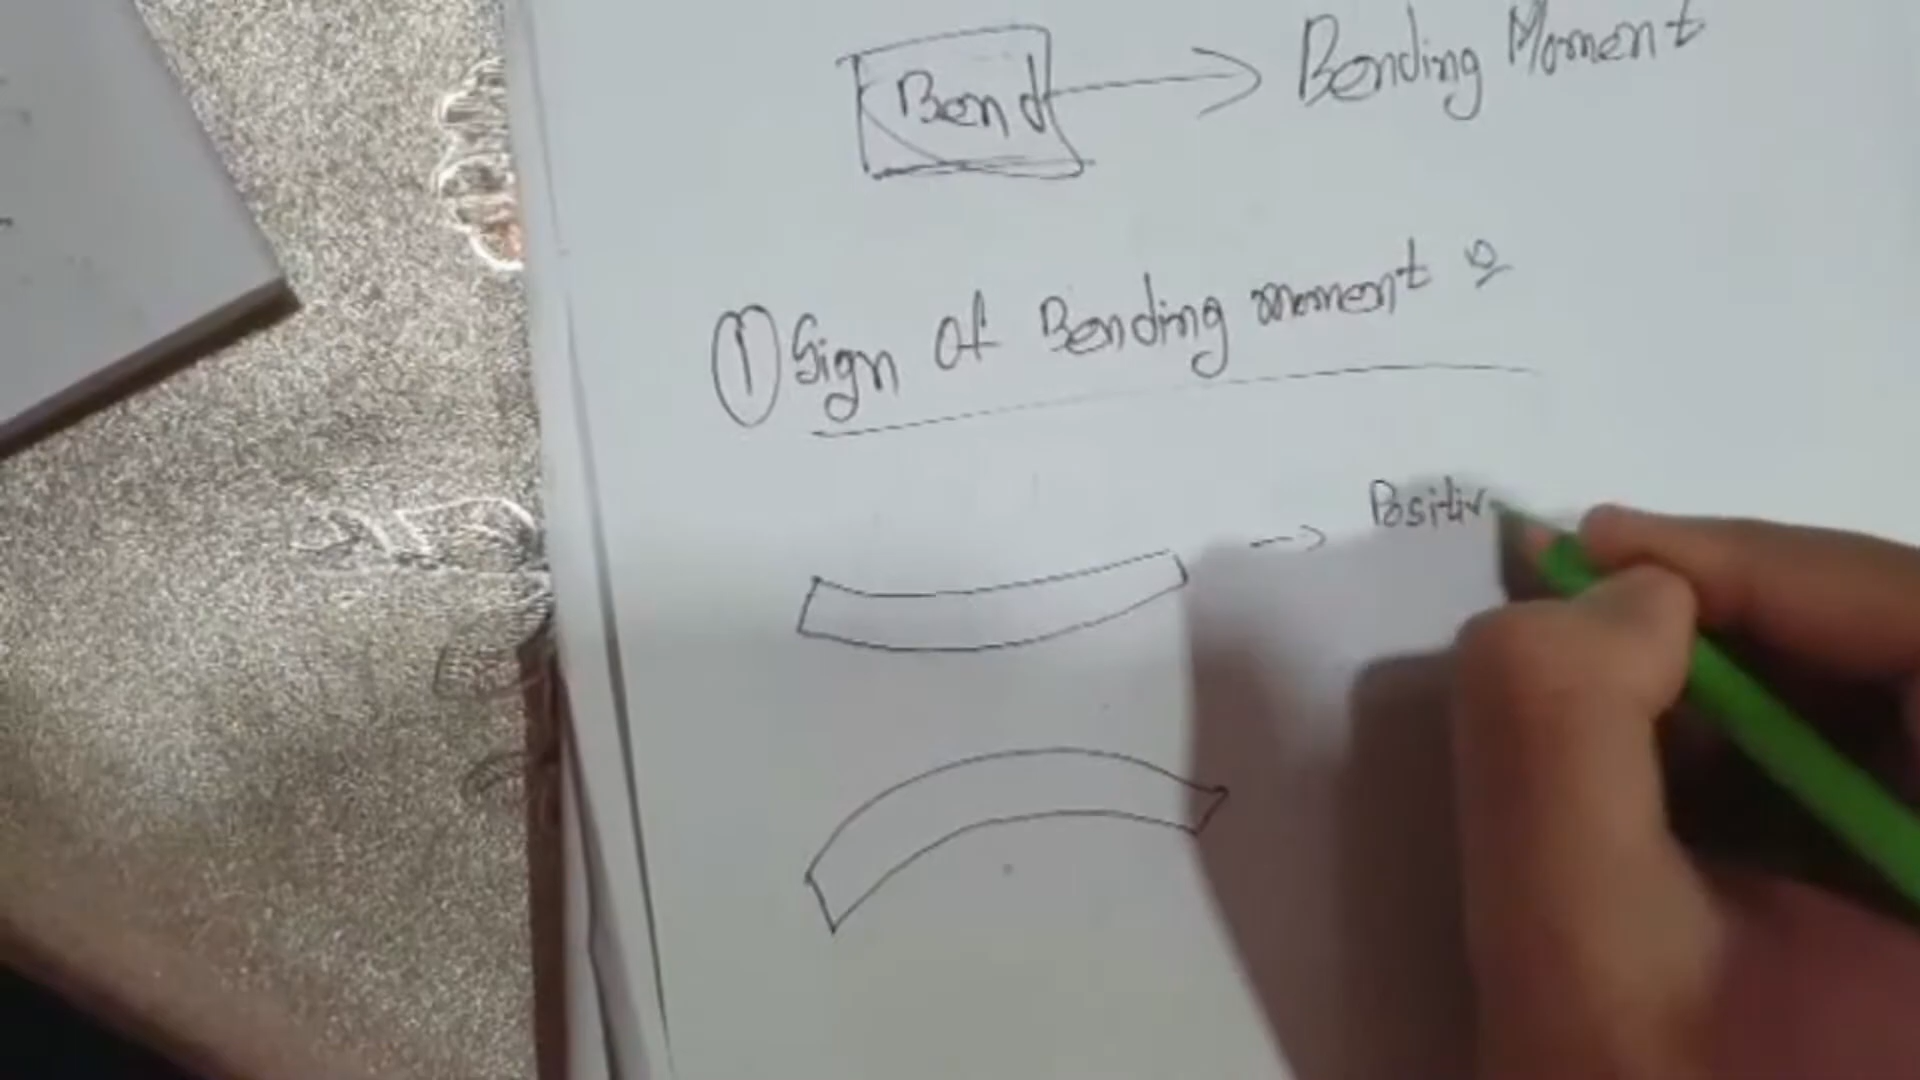 Bend → Bending Moment
① Sign Of Bending moment :
--> Positiv